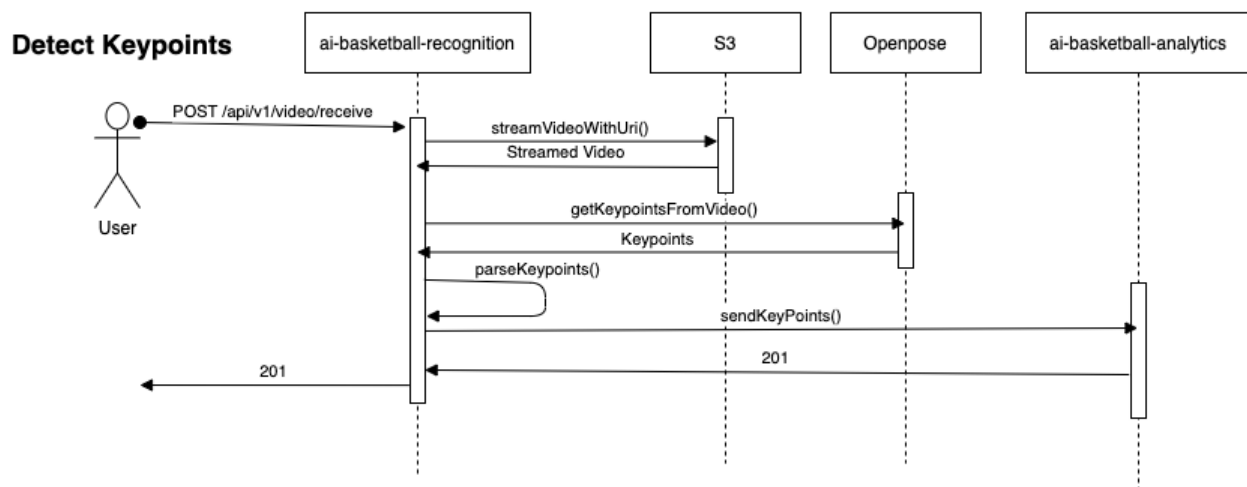 Detect Keypoints
ai-basketball-recognition
S3
Openpose
ai-basketball-analytics
POST /api/v1/video/receive
streamVideoWithUri()
Streamed Video
User
getKeypointsFromVideo()
Keypoints
parseKeypoints()
sendKeyPoints()
201
201